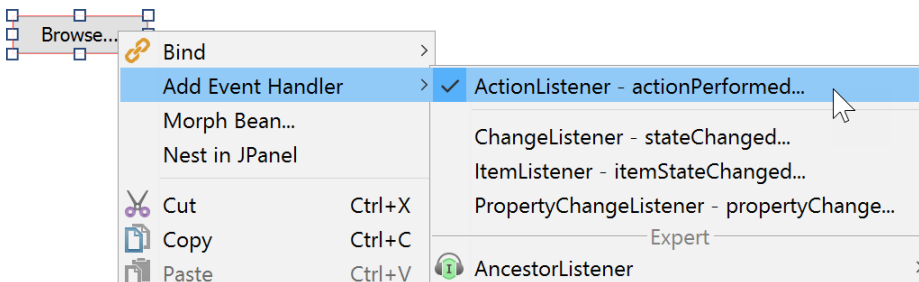 Browse...
Bind
Add Event Handler
Morph Bean...
Nest in JPanel
Cut Ctrl+X
Copy Ctrl+C
Paste Ctrl+V
ActionListener - actionPerformed...
ChangeListener - stateChanged...
ItemListener - itemStateChanged...
PropertyChangeListener - propertyChange...
Expert
I AncestorListener